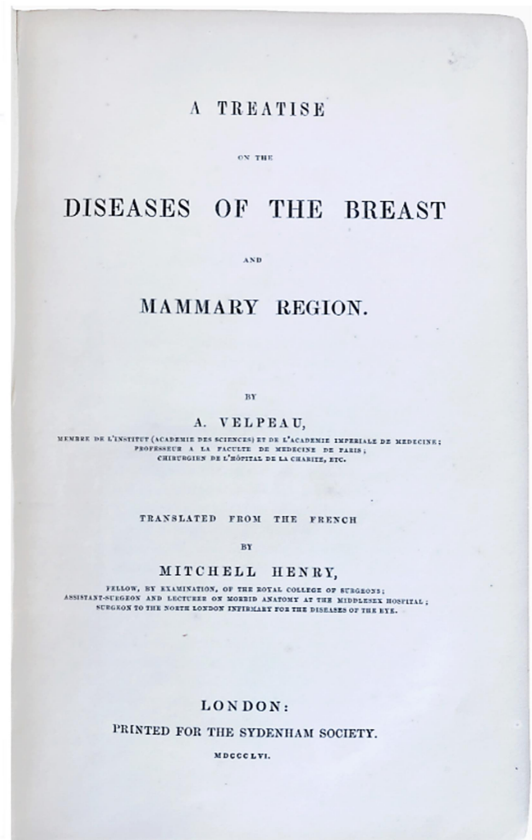 A TREATISE
ON THE
DISEASES OF THE BREAST
AND
MAMMARY REGION.
BY
A. VELPEAU,
MEMBRE DE L'INSTITUT (ACADEMIE DES SCIENCES) ET DE L'ACADEMIE IMPERIALE DE MEDECINE;
PROFESSEUR A LA FACULTE DE MEDECINE DE PARIS;
CHIRURGIEN DE L'HÔPITAL DE LA CHARITE, ETC.
TRANSLATED FROM THE FRENCH
BY
MITCHELL HENRY,
FELLOW, BY EXAMINATION, OF THE ROYAL COLLEGE OF SURGEONS;
ASSISTANT-SURGEON AND LECTURER ON MORBID ANATOMY AT THE MIDDLESEX HOSPITAL;
SURGEON TO THE NORTH LONDON INFIRMARY FOR THE DISEASES OF THE EYE.
LONDON:
PRINTED FOR THE SYDENHAM SOCIETY.
MDCCCLVI.